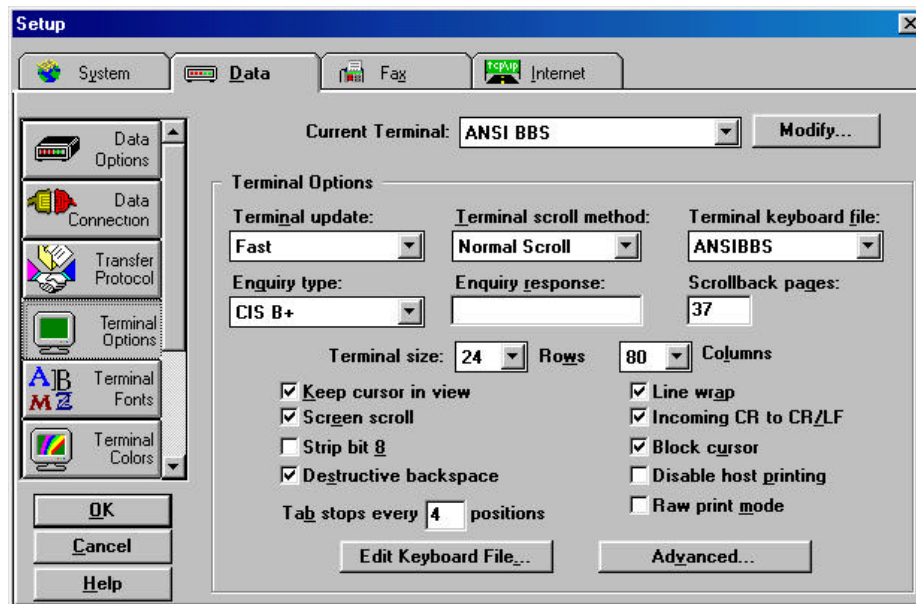 Setup
System
Data
Fax
tcp\ip
Internet
Data
Options
Data
Connection
Transfer
Protocol
Terminal
Options
Terminal
Fonts
Terminal
Colors
OK
Cancel
Help
Current Terminal: ANSI BBS Modify...
Terminal Options
Terminal update: Terminal scroll method: Terminal keyboard file:
Fast Normal Scroll ANSIBBS
Enquiry type: Enquiry response: Scrollback pages:
CIS B+ 37
Terminal size: 24 Rows 80 Columns
Keep cursor in view Line wrap
Screen scroll Incoming CR to CR/LF
Strip bit 8 Block cursor
Destructive backspace Disable host printing
Tab stops every 4 positions Raw print mode
Edit Keyboard File... Advanced...